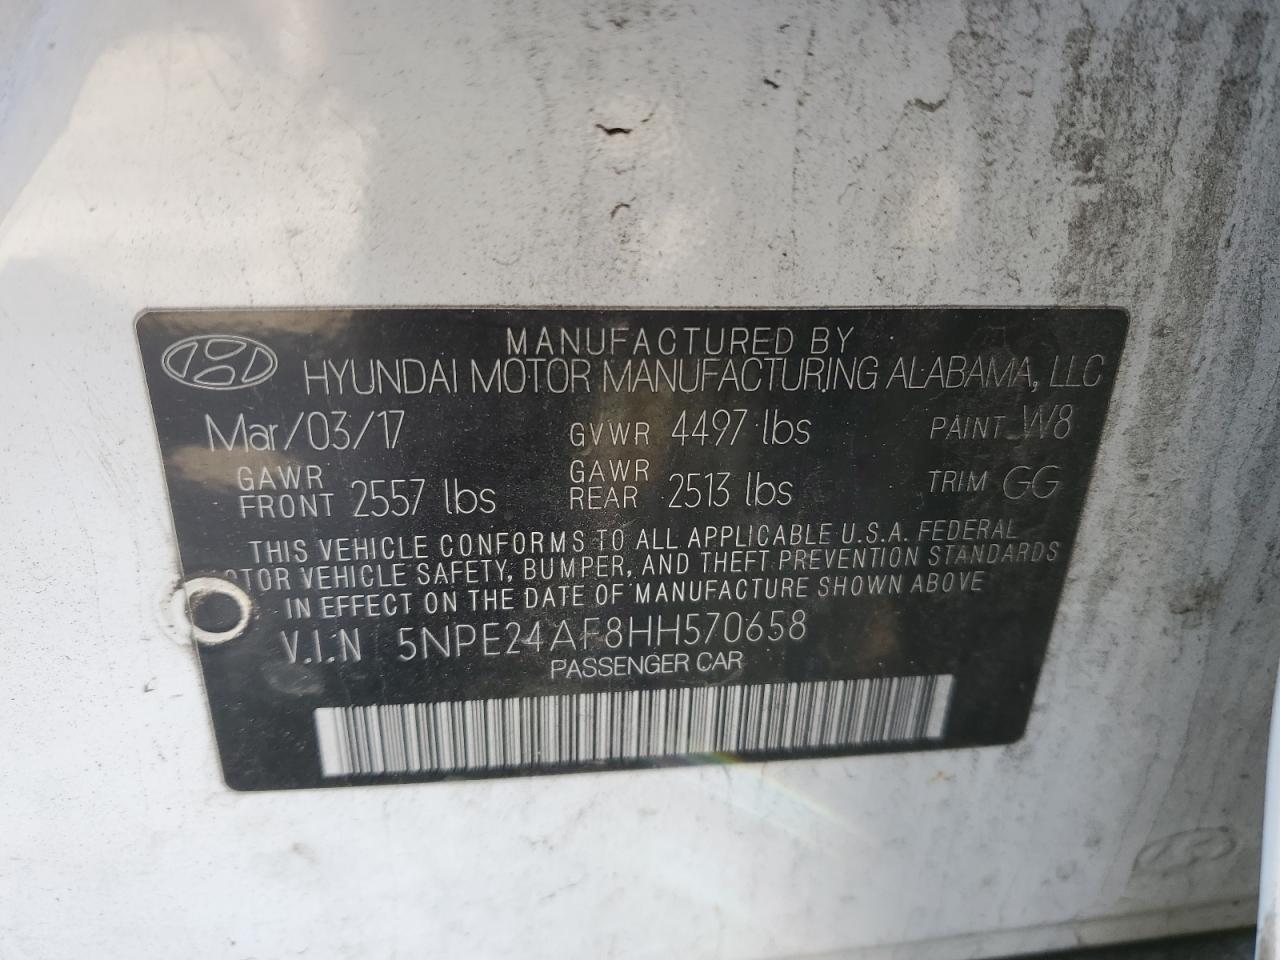 MANUFACTURED BY
HYUNDAI MOTOR MANUFACTURING ALABAMA, LLC
Mar/03/17 GVWR 4497 lbs PAINT W8
GAWR FRONT 2557 lbs GAWR REAR 2513 lbs TRIM GG
THIS VEHICLE CONFORMS TO ALL APPLICABLE U.S.A. FEDERAL
OTOR VEHICLE SAFETY, BUMPER, AND THEFT PREVENTION STANDARDS
IN EFFECT ON THE DATE OF MANUFACTURE SHOWN ABOVE
V.I.N 5NPE24AF8HH570658
PASSENGER CAR